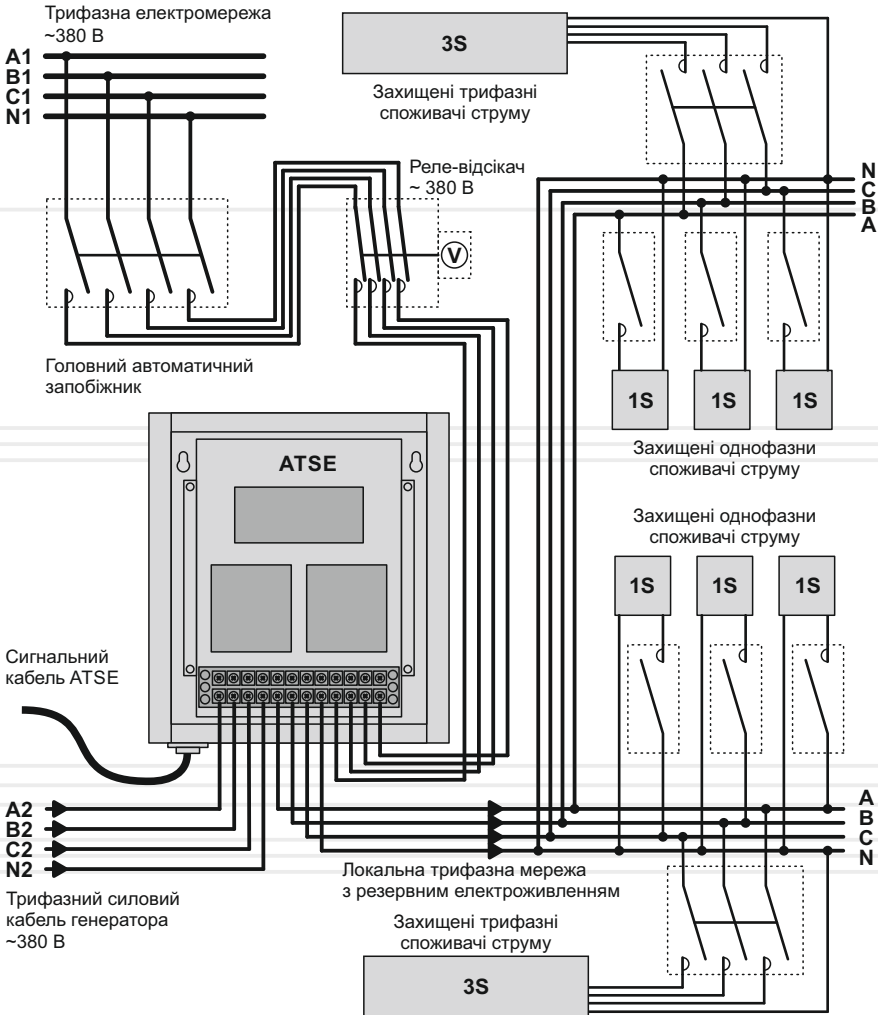 Трифазна електромережа
~380 В
A1
B1
C1
N1
3S
Захищені трифазні
споживачі струму
Реле-відсікач
~ 380 В
V
N
C
B
A
Головний автоматичний
запобіжник
1S
1S
1S
Захищені однофазни
споживачі струму
ATSE
Захищені однофазни
споживачі струму
1S
1S
1S
Сигнальний
кабель ATSE
A2
B2
C2
N2
A
B
C
N
Локальна трифазна мережа
з резервним електроживленням
Трифазний силовий
кабель генератора
~380 В
Захищені трифазні
споживачі струму
3S